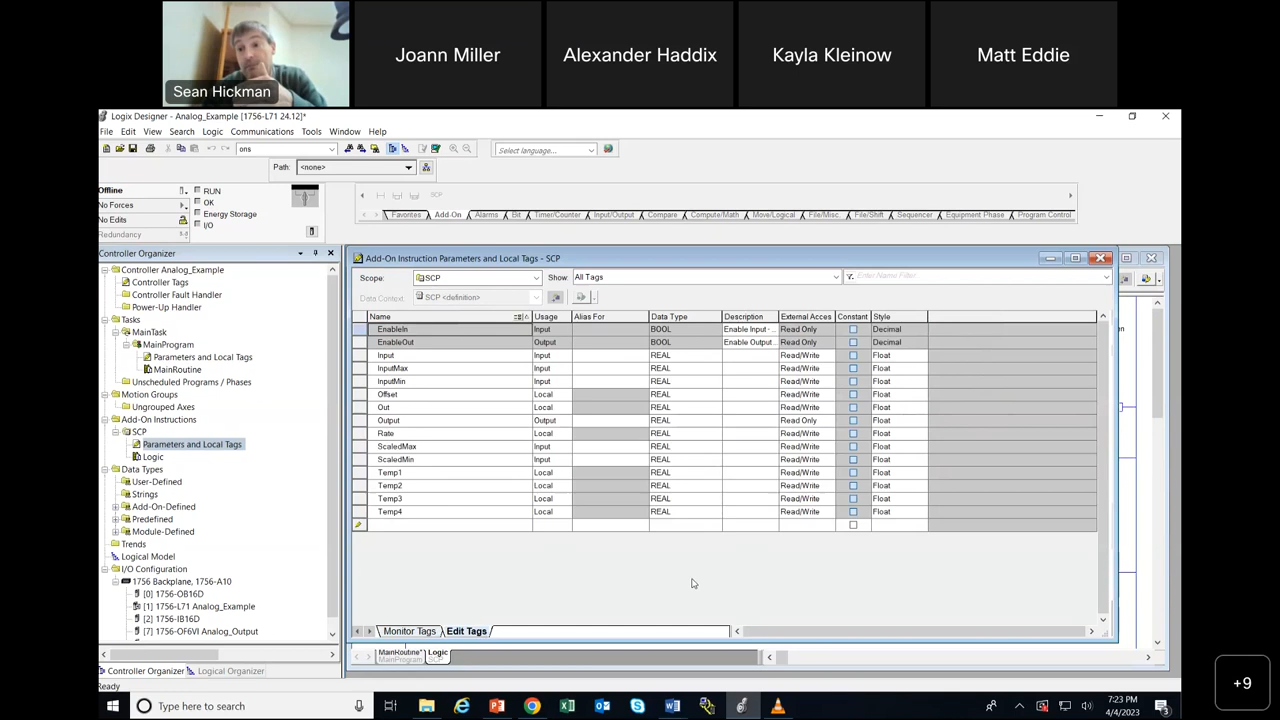 Sean Hickman
Joann Miller
Alexander Haddix
Kayla Kleinow
Matt Eddie
Logix Designer - Analog_Example [1756-L71 24.12]*
File Edit View Search Logic Communications Tools Window Help
ons
Select language...
Path: <none>
Offline
RUN
No Forces
OK
No Edits
Energy Storage
Redundancy
I/O
SCP
Favorites Add-On Alarms Bit Timer/Counter Input/Output Compare Compute/Math Move/Logical File/Misc. File/Shift Sequencer Equipment Phase Program Control
Controller Organizer
Controller Analog_Example
Controller Tags
Controller Fault Handler
Power-Up Handler
Tasks
MainTask
MainProgram
Parameters and Local Tags
MainRoutine
Unscheduled Programs / Phases
Motion Groups
Ungrouped Axes
Add-On Instructions
SCP
Parameters and Local Tags
Logic
Data Types
User-Defined
Strings
Add-On-Defined
Predefined
Module-Defined
Trends
Logical Model
I/O Configuration
1756 Backplane, 1756-A10
[0] 1756-OB16D
[1] 1756-L71 Analog_Example
[2] 1756-IB16D
[7] 1756-OF6VI Analog_Output
Controller Organizer Logical Organizer
Add-On Instruction Parameters and Local Tags - SCP
Scope: SCP Show: All Tags Enter Name Filter...
Data Context: SCP <definition>
Name Usage Alias For Data Type Description External Acces Constant Style
EnableIn Input BOOL Enable Input - ... Read Only Decimal
EnableOut Output BOOL Enable Output ... Read Only Decimal
Input Input REAL Read/Write Float
InputMax Input REAL Read/Write Float
InputMin Input REAL Read/Write Float
Offset Local REAL Read/Write Float
Out Local REAL Read/Write Float
Output Output REAL Read Only Float
Rate Local REAL Read/Write Float
ScaledMax Input REAL Read/Write Float
ScaledMin Input REAL Read/Write Float
Temp1 Local REAL Read/Write Float
Temp2 Local REAL Read/Write Float
Temp3 Local REAL Read/Write Float
Temp4 Local REAL Read/Write Float
Monitor Tags Edit Tags
MainRoutine* Logic
MainProgram SCP
Ready
Type here to search
7:23 PM
4/4/2023
3
+9